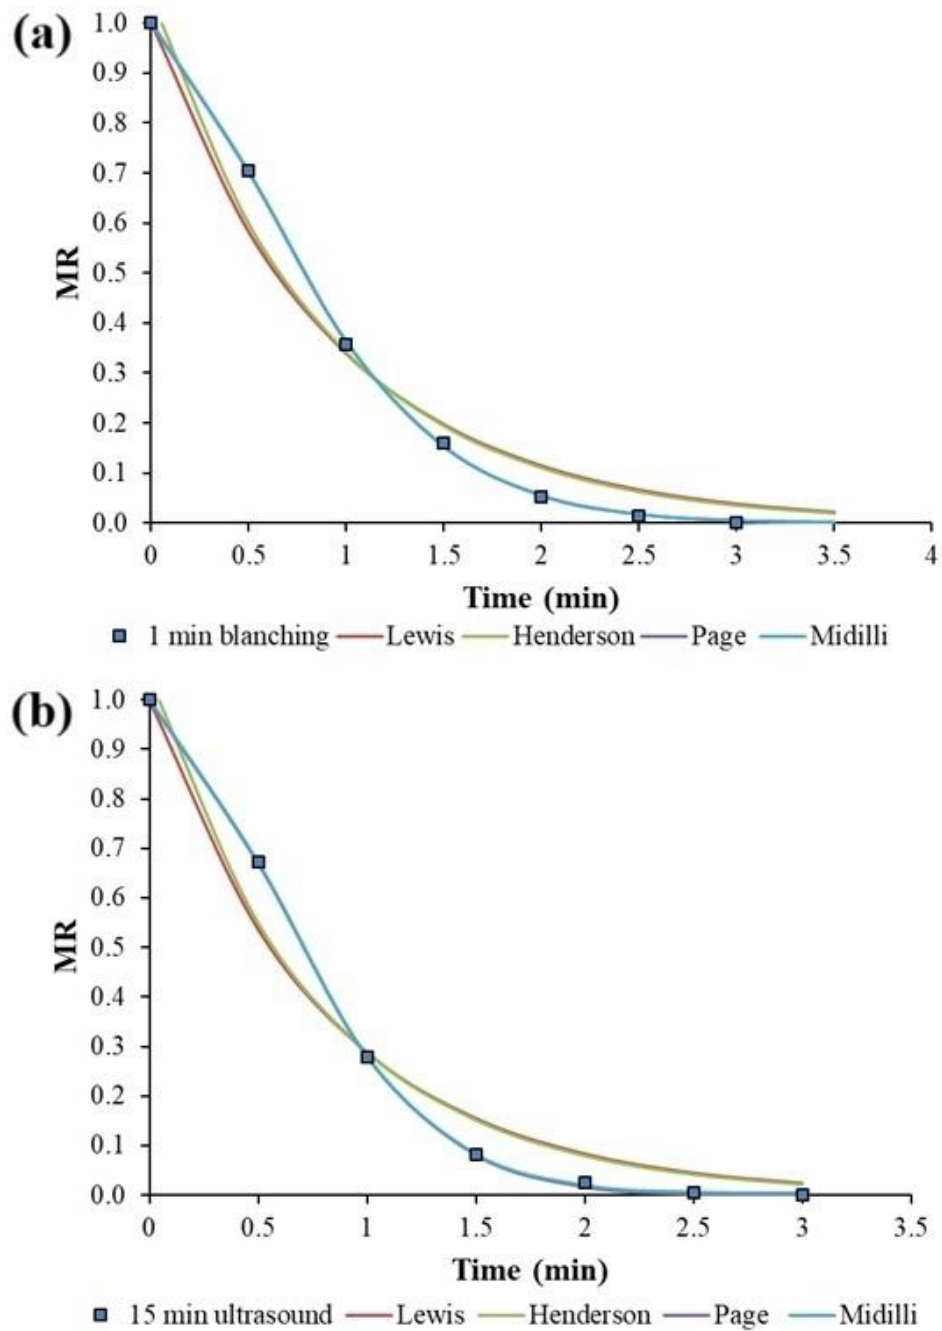 (a)
1.0
0.9
0.8
0.7
0.6
0.5
0.4
0.3
0.2
0.1
0.0
MR
0 0.5 1 1.5 2 2.5 3 3.5 4
Time (min)
1 min blanching Lewis Henderson Page Midilli
(b)
1.0
0.9
0.8
0.7
0.6
0.5
0.4
0.3
0.2
0.1
0.0
MR
0 0.5 1 1.5 2 2.5 3 3.5
Time (min)
15 min ultrasound Lewis Henderson Page Midilli